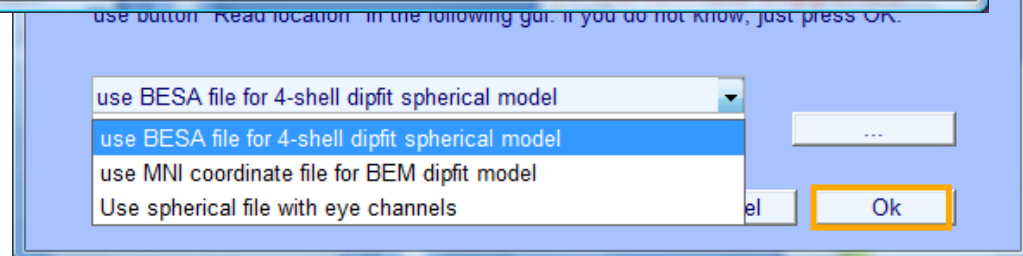 use button "Read location" in the following gui. If you do not know, just press OK.
use BESA file for 4-shell dipfit spherical model
use BESA file for 4-shell dipfit spherical model
...
use MNI coordinate file for BEM dipfit model
Use spherical file with eye channels
el
Ok